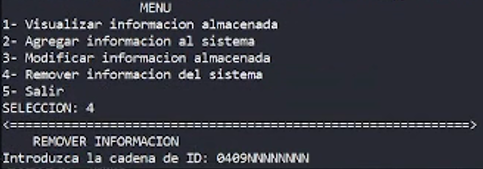 MENU
1- Visualizar informacion almacenada
2- Agregar informacion al sistema
3- Modificar informacion almacenada
4- Remover informacion del sistema
5- Salir
SELECCION: 4
<==============================================================>
REMOVER INFORMACION
Introduzca la cadena de ID: 0409NNNNNNNN